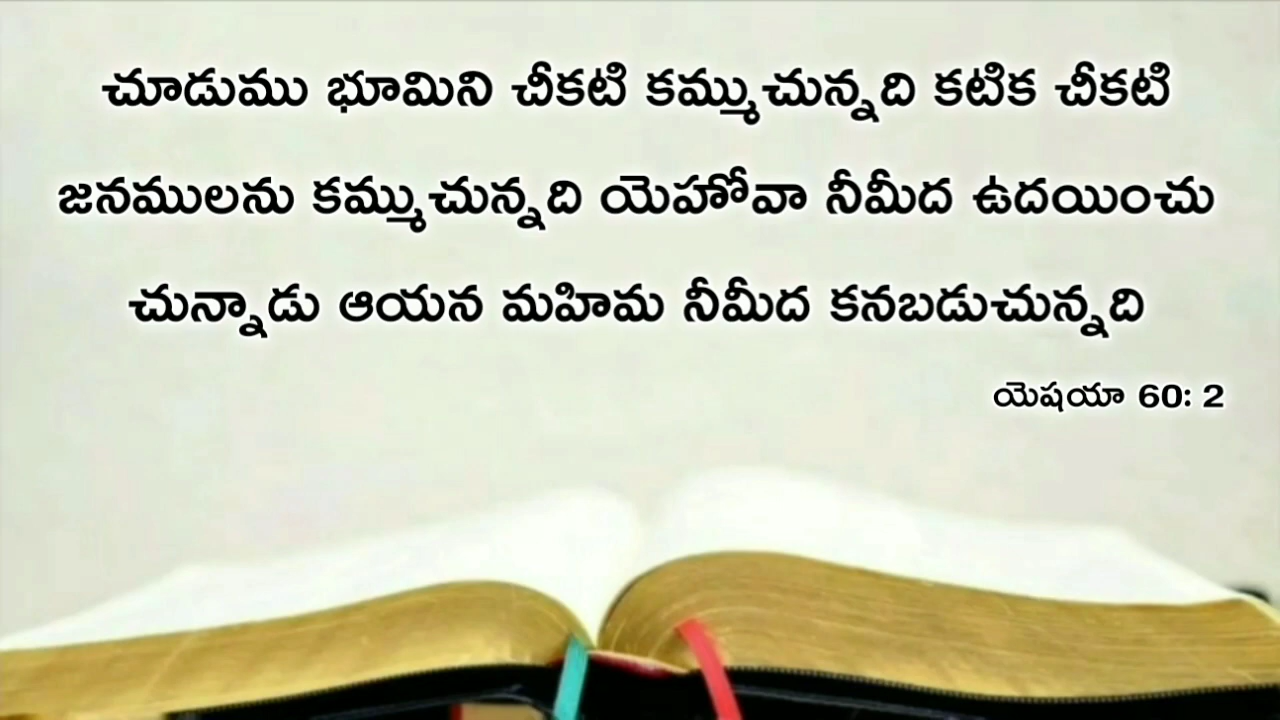 చూడుము భూమిని చీకటి కమ్ముచున్నది కటిక చీకటి
జనములను కమ్ముచున్నది యెహోవా నీమీద ఉదయించు
చున్నాడు ఆయన మహిమ నీమీద కనబడుచున్నది
యెషయా 60: 2